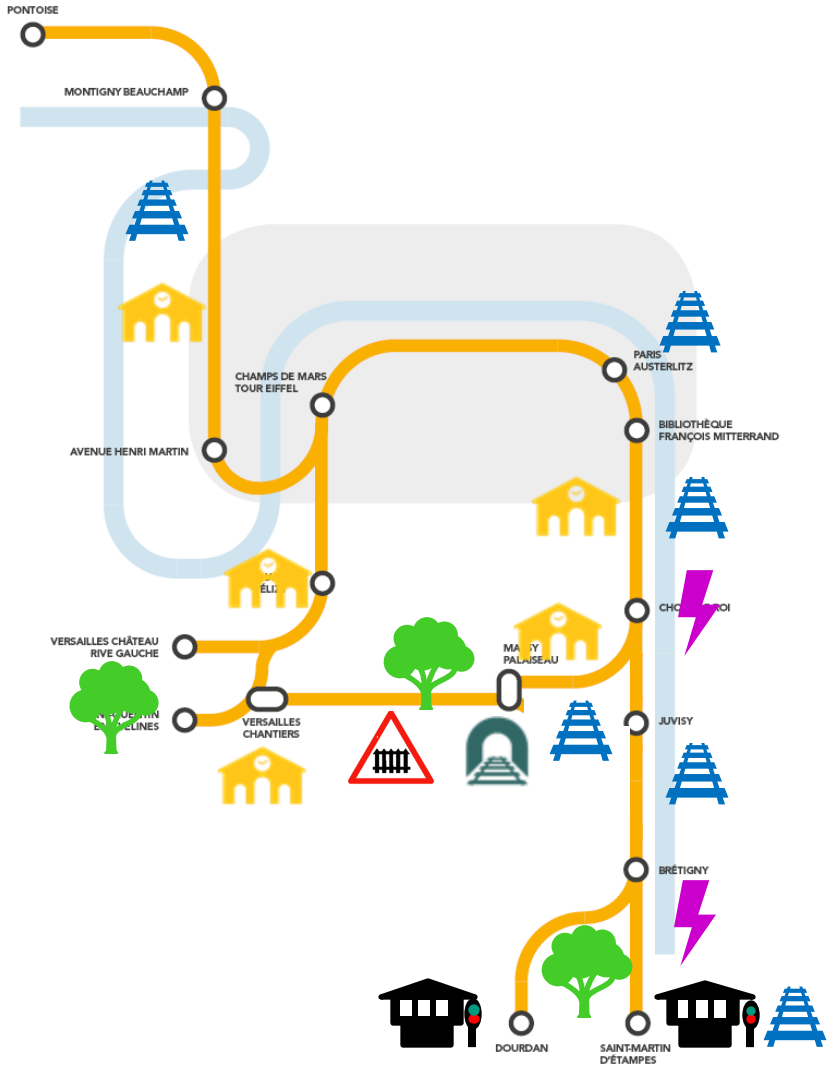 PONTOISE
MONTIGNY BEAUCHAMP
CHAMPS DE MARS
TOUR EIFFEL
PARIS
AUSTERLITZ
BIBLIOTHÈQUE
FRANÇOIS MITTERRAND
AVENUE HENRI MARTIN
VERSAILLES CHÂTEAU
RIVE GAUCHE
PALAISEAU
VERSAILLES
CHANTIERS
JUVISY
BRÉTIGNY
DOURDAN
SAINT-MARTIN
D'ÉTAMPES